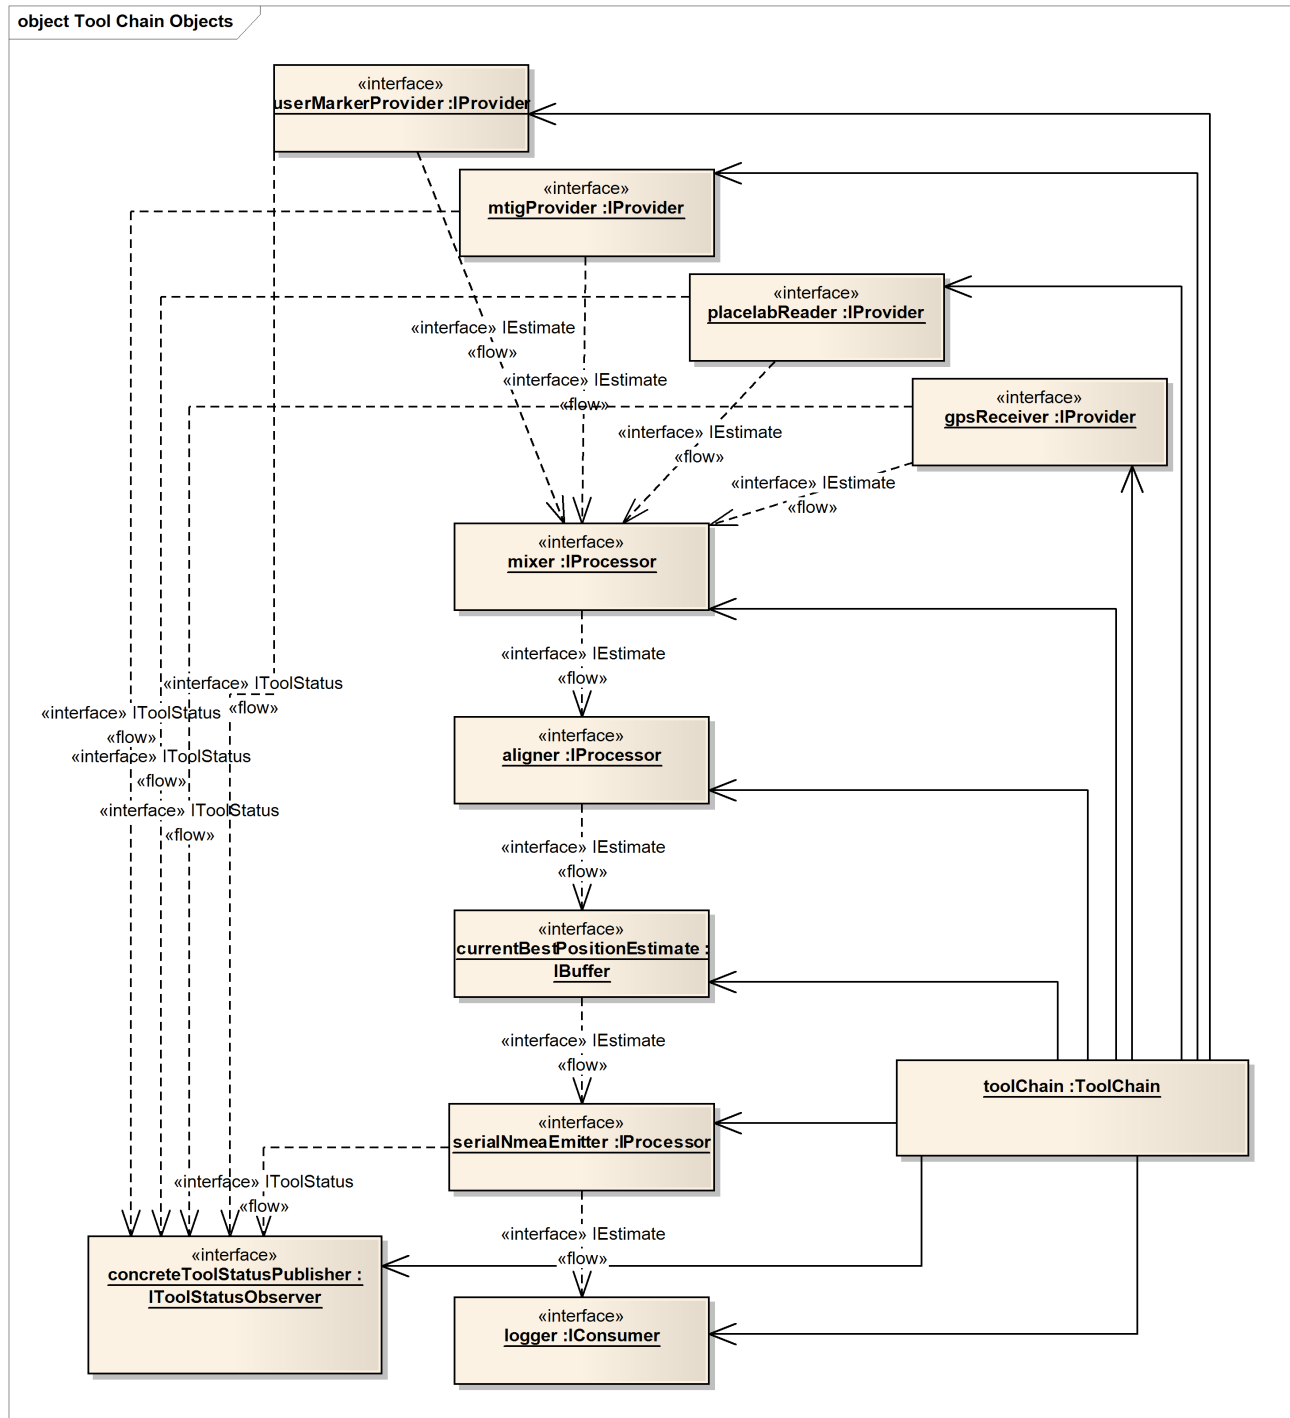 object Tool Chain Objects
«interface»
userMarkerProvider :IProvider
«interface»
mtigProvider :IProvider
«interface»
placelabReader :IProvider
«interface» IEstimate
«flow»
«interface» IEstimate
«flow»
«interface»
gpsReceiver :IProvider
«interface» IEstimate
«flow»
«interface» IEstimate
«flow»
«interface»
mixer :IProcessor
«interface» IEstimate
«flow»
«interface» IToolStatus
«flow»
«interface» IToolStatus
«flow»
«interface» IToolStatus
«flow»
«interface» IToolStatus
«flow»
«interface»
aligner :IProcessor
«interface» IEstimate
«flow»
«interface»
currentBestPositionEstimate :
IBuffer
«interface» IEstimate
«flow»
toolChain :ToolChain
«interface»
serialNmeaEmitter :IProcessor
«interface» IToolStatus
«flow»
«interface» IEstimate
«flow»
«interface»
concreteToolStatusPublisher :
IToolStatusObserver
«interface»
logger :IConsumer